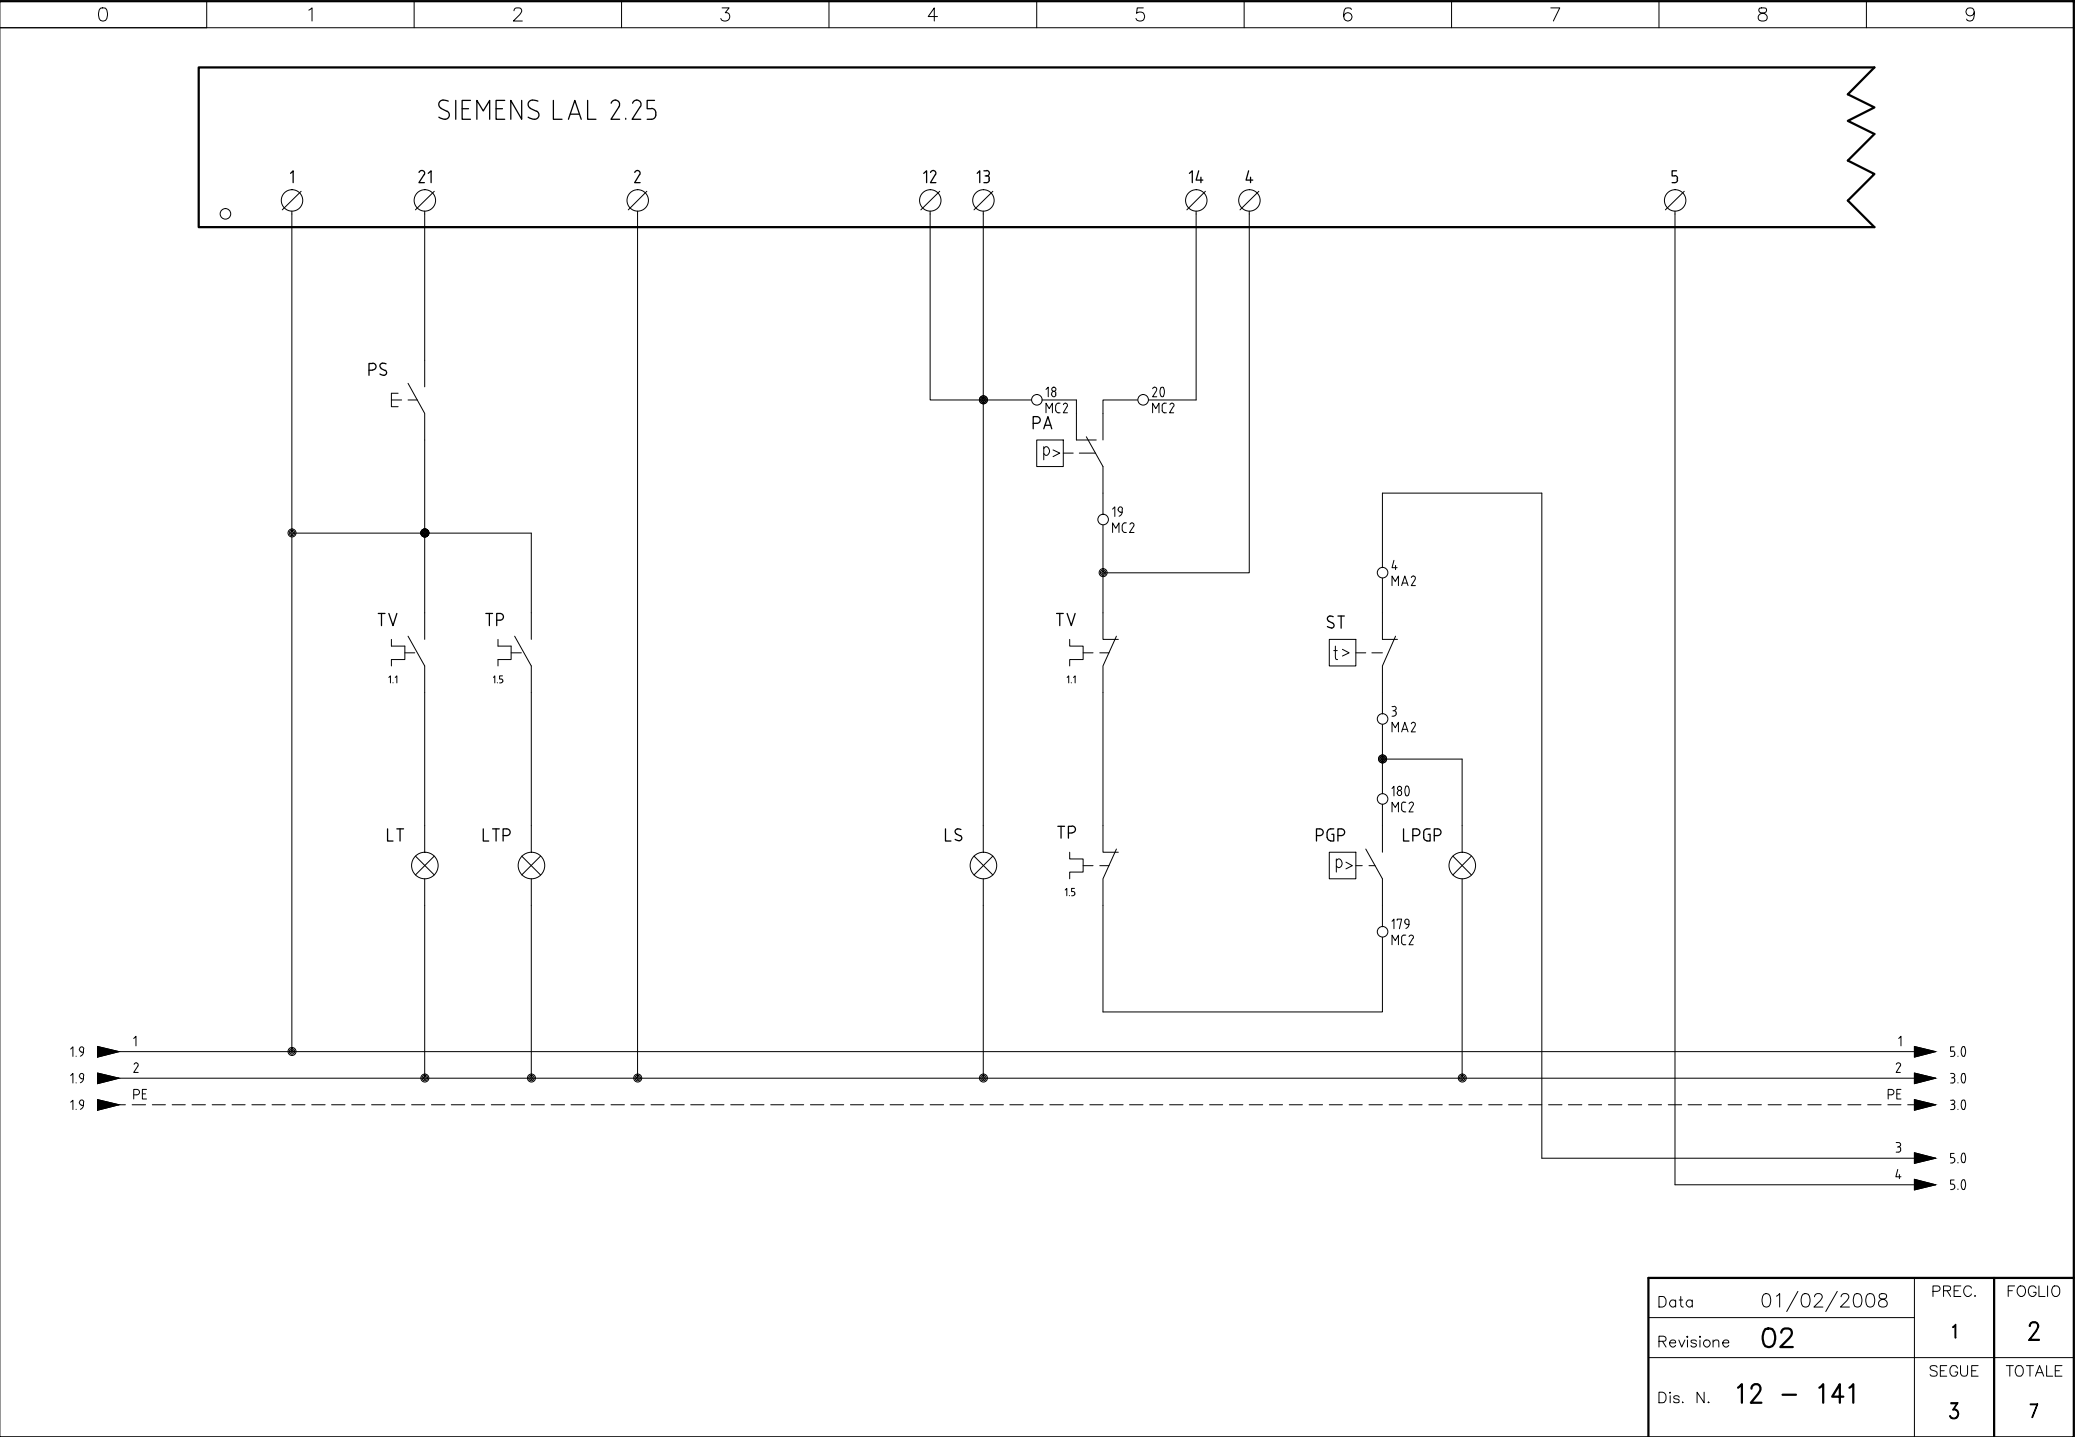 0 1 2 3 4 5 6 7 8 9
SIEMENS LAL 2.25
1 21 2 12 13 14 4 5
PS
E
18
MC2
20
MC2
PA
p>
19
MC2
4
MA2
TV
TP
TV
ST
t>
1.1
1.5
1.1
3
MA2
180
MC2
LT
LTP
LS
TP
PGP
LPGP
p>
1.5
179
MC2
1.9 1 1 5.0
1.9 2 2 3.0
1.9 PE PE 3.0
3 5.0
4 5.0
Data 01/02/2008
PREC.
1
FOGLIO
2
Revisione 02
Dis. N. 12 - 141
SEGUE
3
TOTALE
7